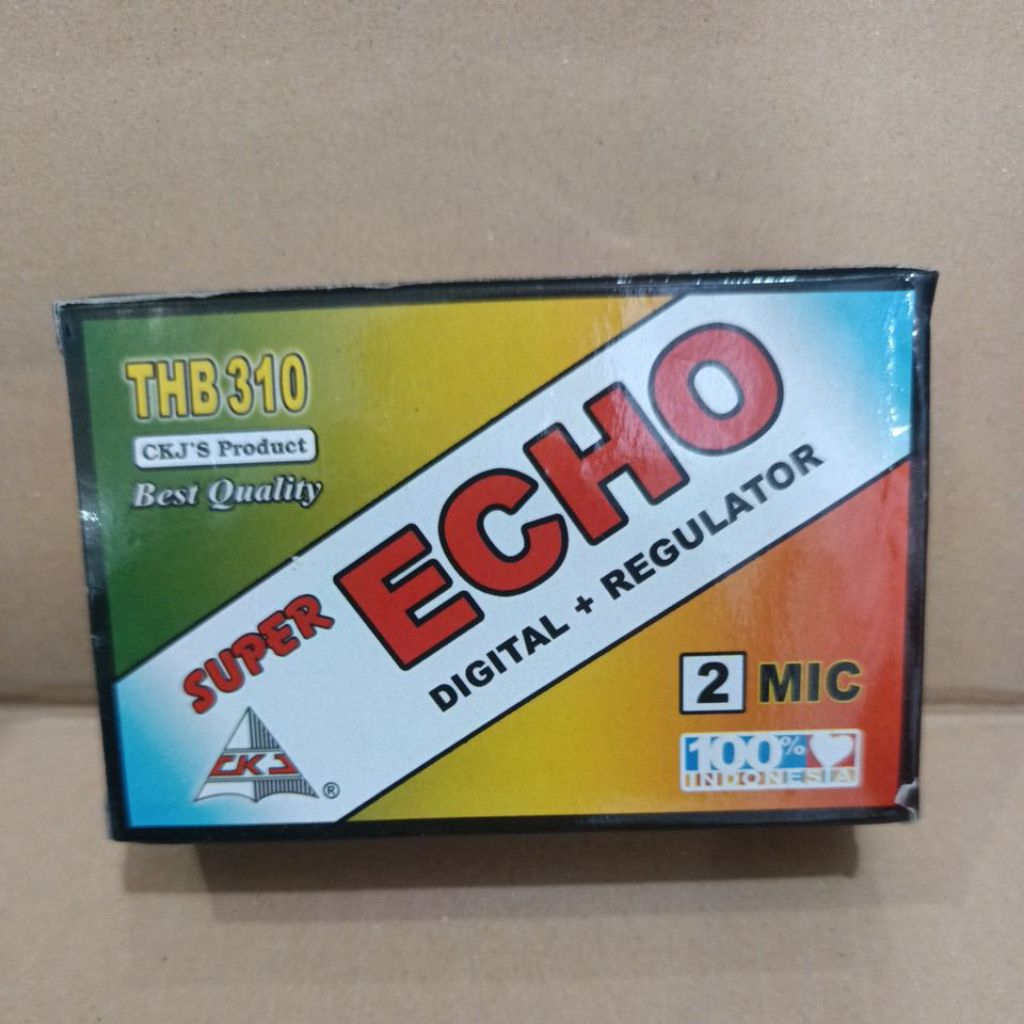 THB 310
CKJ'S Product
Best Quality
SUPER
ECHO
DIGITAL + REGULATOR
2 MIC
CKJ
®
100%
INDONESIA